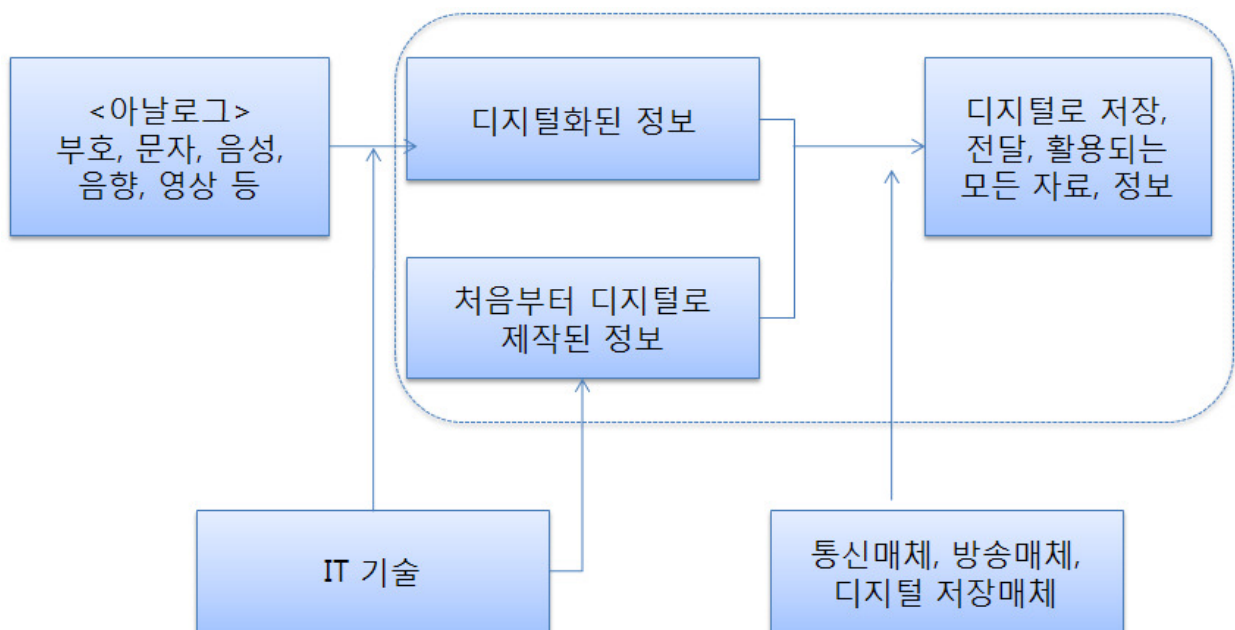 <아날로그>
부호, 문자, 음성,
음향, 영상 등
디지털화된 정보
디지털로 저장,
전달, 활용되는
모든 자료, 정보
처음부터 디지털로
제작된 정보
IT 기술
통신매체, 방송매체,
디지털 저장매체